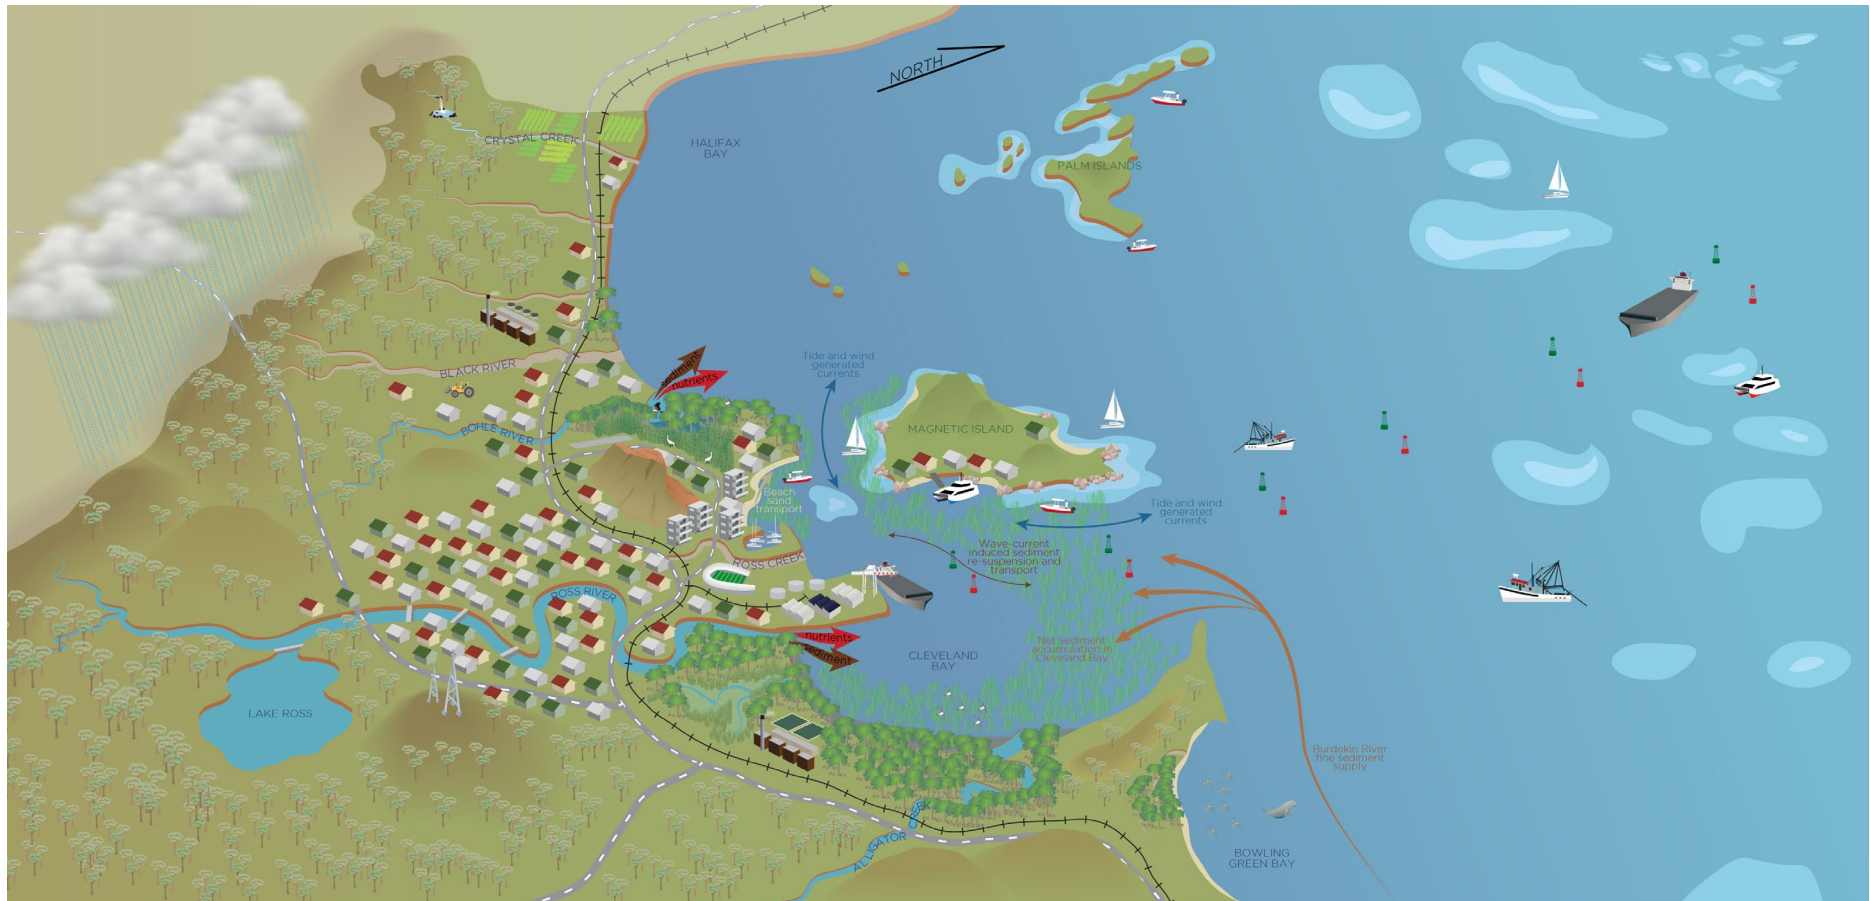 NORTH
HALIFAX
BAY
CRYSTAL CREEK
PALM ISLANDS
BLACK RIVER
sediment
nutrients
Tide and wind
generated
currents
BOHLE RIVER
MAGNETIC ISLAND
Beach
sand
transport
Tide and wind
generated
currents
Wave-current
induced sediment
re-suspension and
transport
ROSS CREEK
ROSS RIVER
nutrients
sediment
CLEVELAND
BAY
Net sediment
accumulation in
Cleveland Bay
LAKE ROSS
Burdekin River
fine sediment
supply
ALLIGATOR CREEK
BOWLING
GREEN BAY